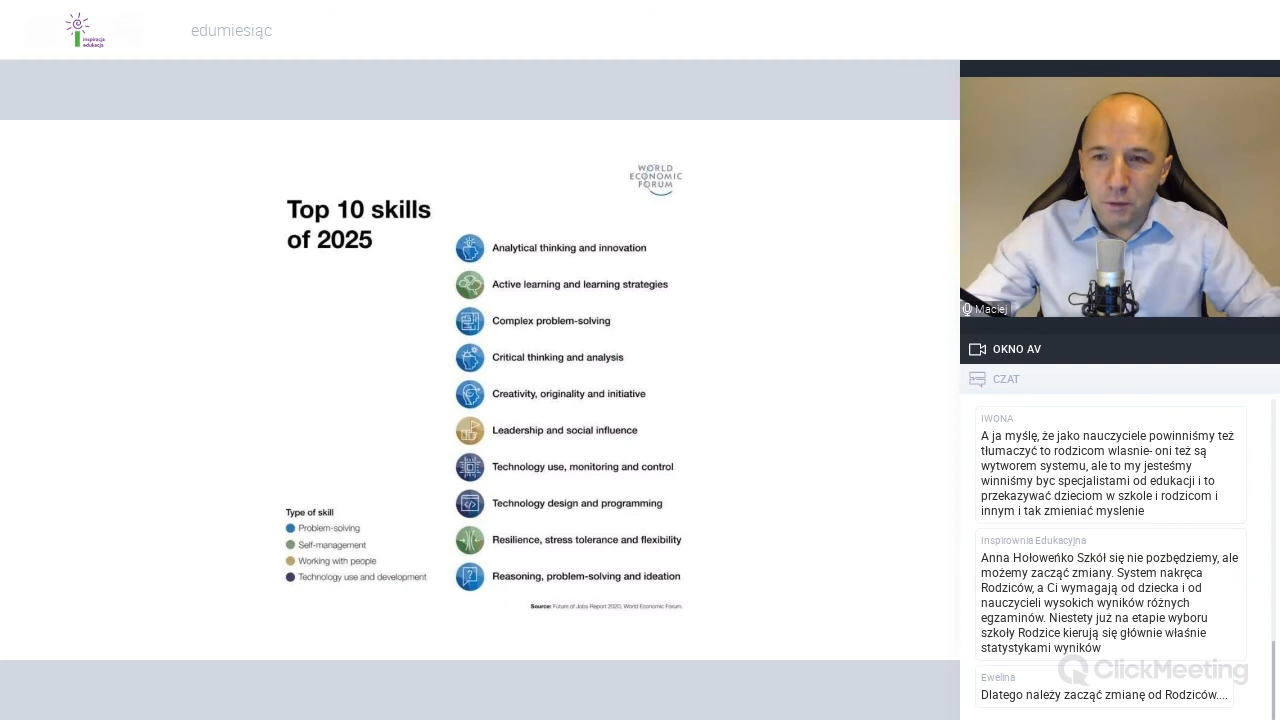 inspiracja
edukacja
edumiesiąc
WORLD
ECONOMIC
FORUM
Top 10 skills
of 2025
Analytical thinking and innovation
Active learning and learning strategies
Complex problem-solving
Critical thinking and analysis
Creativity, originality and initiative
Leadership and social influence
Technology use, monitoring and control
Technology design and programming
Resilience, stress tolerance and flexibility
Reasoning, problem-solving and ideation
Type of skill
Problem-solving
Self-management
Working with people
Technology use and development
Source: Future of Jobs Report 2020, World Economic Forum.
Maciej
OKNO AV
CZAT
IWONA
A ja myślę, że jako nauczyciele powinniśmy też
tłumaczyć to rodzicom wlasnie- oni też są
wytworem systemu, ale to my jesteśmy
winniśmy byc specjalistami od edukacji i to
przekazywać dzieciom w szkole i rodzicom i
innym i tak zmieniać myslenie
Inspirownia Edukacyjna
Anna Hołoweńko Szkół się nie pozbędziemy, ale
możemy zacząć zmiany. System nakręca
Rodziców, a Ci wymagają od dziecka i od
nauczycieli wysokich wyników różnych
egzaminów. Niestety już na etapie wyboru
szkoły Rodzice kierują się głównie właśnie
statystykami wyników
ClickMeeting
Ewelina
Dlatego należy zacząć zmianę od Rodziców....